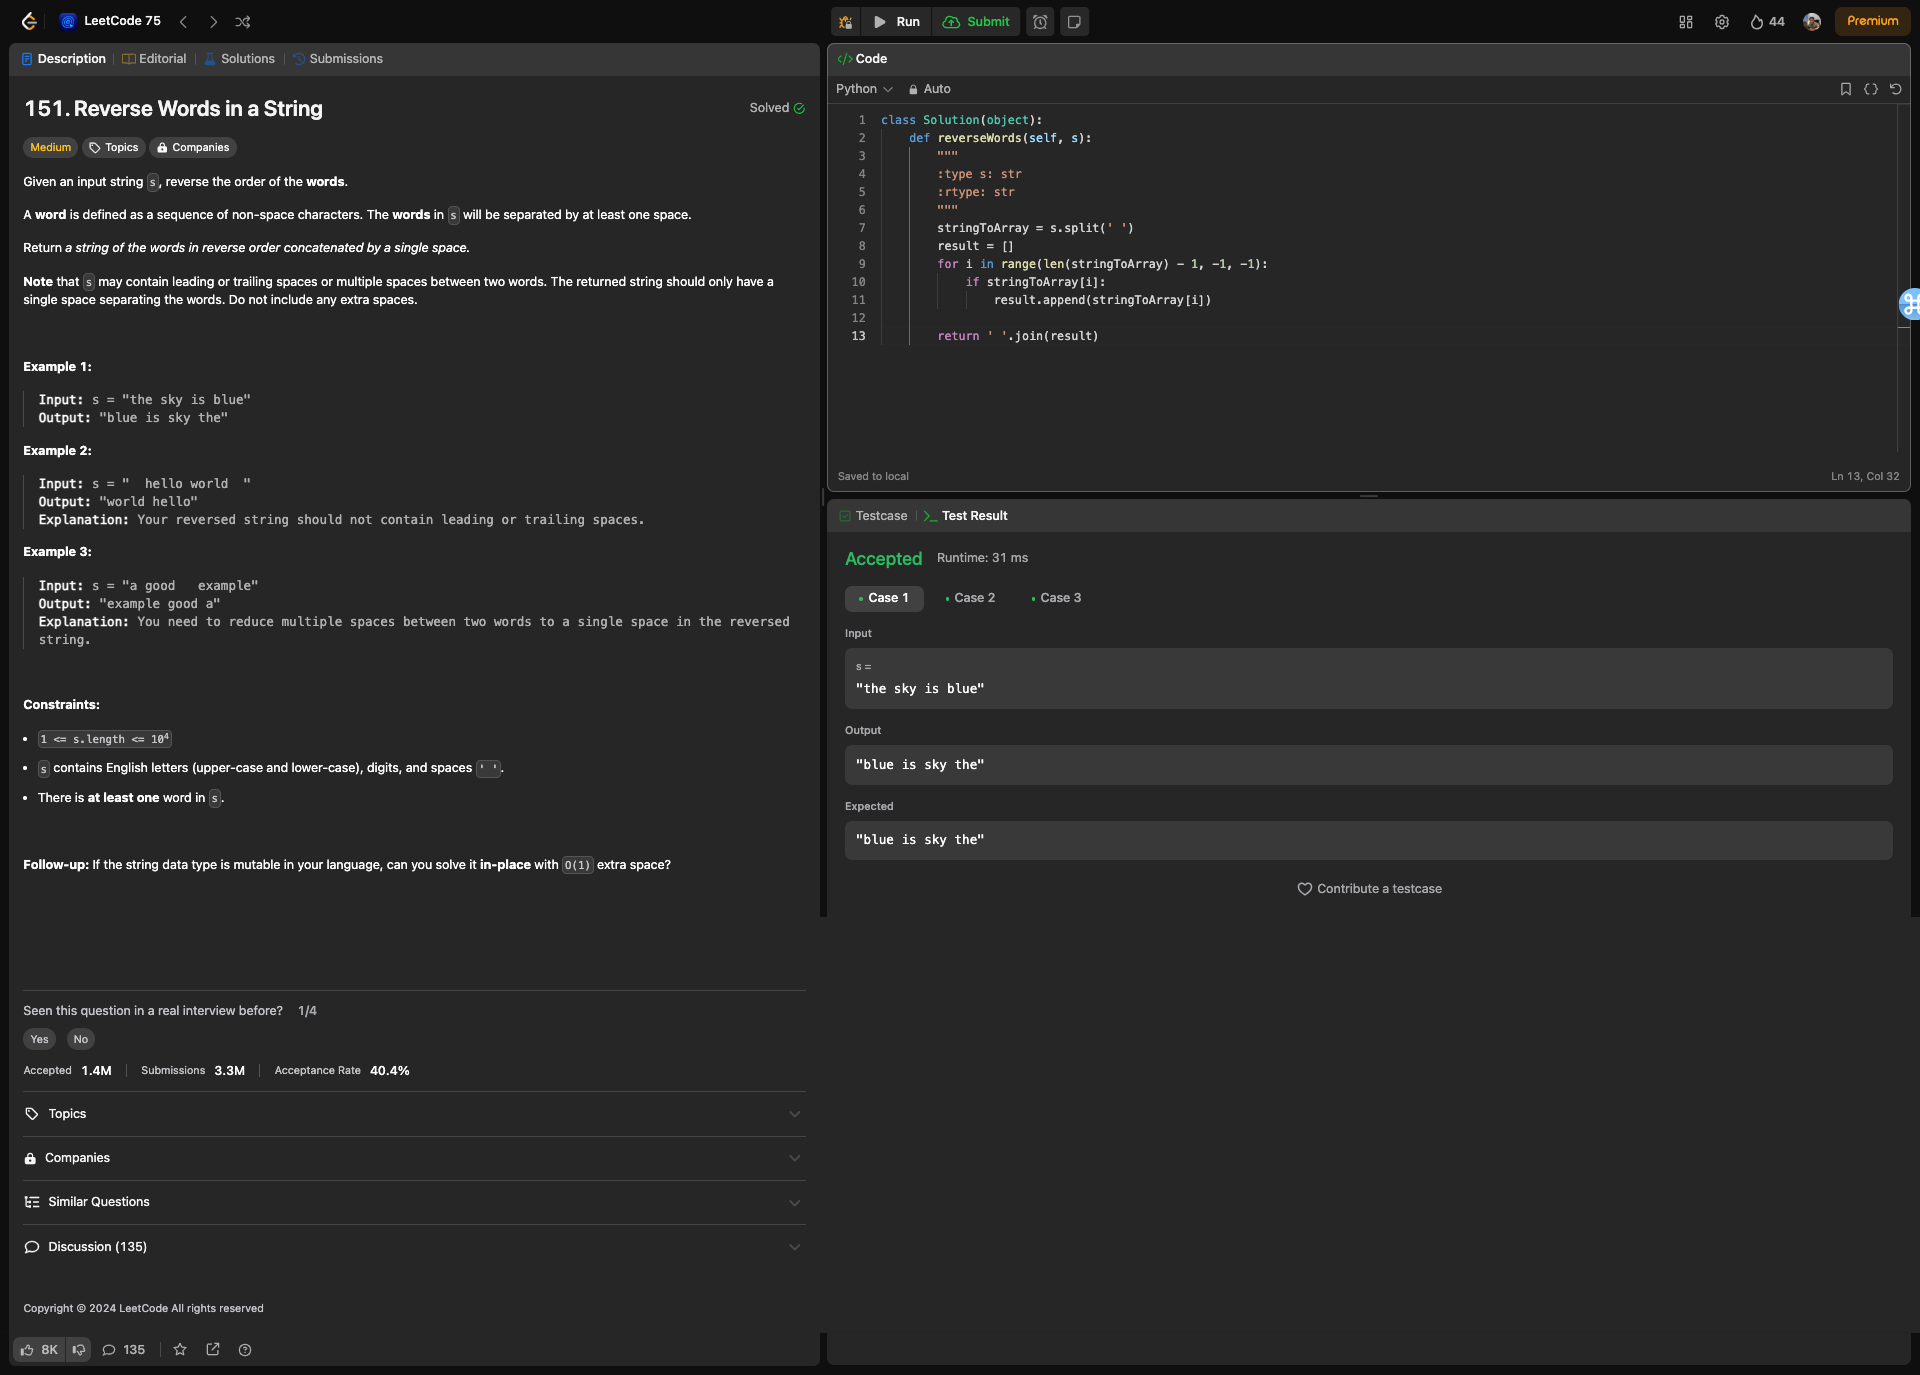 LeetCode 75
Run
Submit
44
Premium
Description
Editorial
Solutions
Submissions
151. Reverse Words in a String
Solved
Medium
Topics
Companies
Given an input string s, reverse the order of the words.
A word is defined as a sequence of non-space characters. The words in s will be separated by at least one space.
Return a string of the words in reverse order concatenated by a single space.
Note that s may contain leading or trailing spaces or multiple spaces between two words. The returned string should only have a
single space separating the words. Do not include any extra spaces.
Example 1:
Input: s = "the sky is blue"
Output: "blue is sky the"
Example 2:
Input: s = "  hello world  "
Output: "world hello"
Explanation: Your reversed string should not contain leading or trailing spaces.
Example 3:
Input: s = "a good   example"
Output: "example good a"
Explanation: You need to reduce multiple spaces between two words to a single space in the reversed
string.
Constraints:
• 1 <= s.length <= 10⁴
• s contains English letters (upper-case and lower-case), digits, and spaces ' '.
• There is at least one word in s.
Follow-up: If the string data type is mutable in your language, can you solve it in-place with O(1) extra space?
Seen this question in a real interview before? 1/4
Yes
No
Accepted 1.4M
Submissions 3.3M
Acceptance Rate 40.4%
Topics
Companies
Similar Questions
Discussion (135)
Copyright © 2024 LeetCode All rights reserved
8K
135
</> Code
Python
Auto
1 class Solution(object):
2     def reverseWords(self, s):
3         """
4         :type s: str
5         :rtype: str
6         """
7         stringToArray = s.split(' ')
8         result = []
9         for i in range(len(stringToArray) - 1, -1, -1):
10             if stringToArray[i]:
11                 result.append(stringToArray[i])
12
13         return ' '.join(result)
Saved to local
Ln 13, Col 32
Testcase
Test Result
Accepted
Runtime: 31 ms
• Case 1
• Case 2
• Case 3
Input
s =
"the sky is blue"
Output
"blue is sky the"
Expected
"blue is sky the"
Contribute a testcase